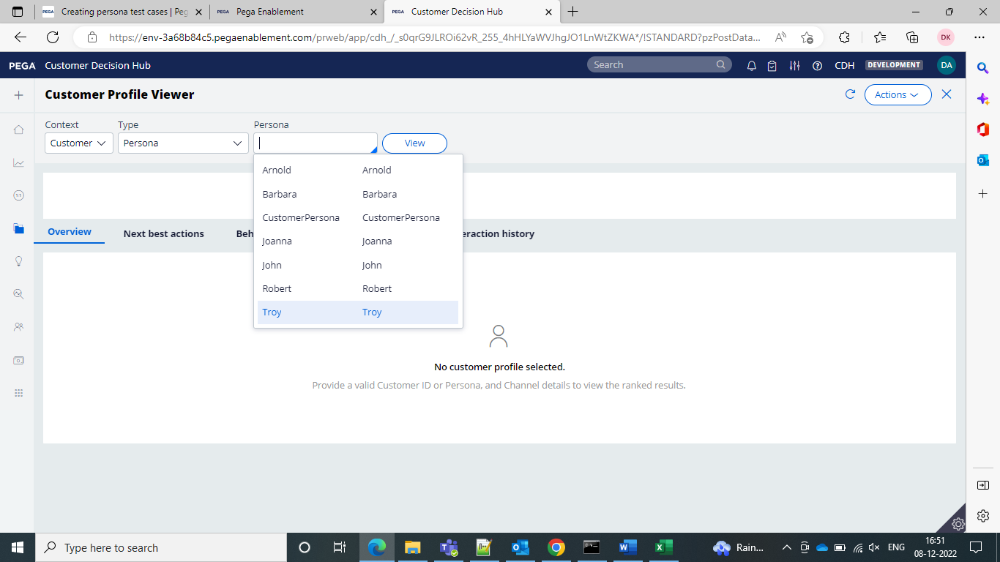 Creating persona test cases | Peg
PEGA Pega Enablement
PEGA Customer Decision Hub
https://env-3a68b84c5.pegaenablement.com/prweb/app/cdh_/_s0qrG9JLROi62vR_255_4hHLYaWVJhgJO1LnWtZKWA*/!STANDARD?pzPostData...
DK
PEGA Customer Decision Hub
Search
CDH DEVELOPMENT DA
Customer Profile Viewer
Actions
Context Type Persona
Customer Persona View
Arnold Arnold
Barbara Barbara
CustomerPersona CustomerPersona
Joanna Joanna
John John
Robert Robert
Troy Troy
Overview Next best actions Beh eraction history
No customer profile selected.
Provide a valid Customer ID or Persona, and Channel details to view the ranked results.
Type here to search
Rain...
ENG
16:51
08-12-2022